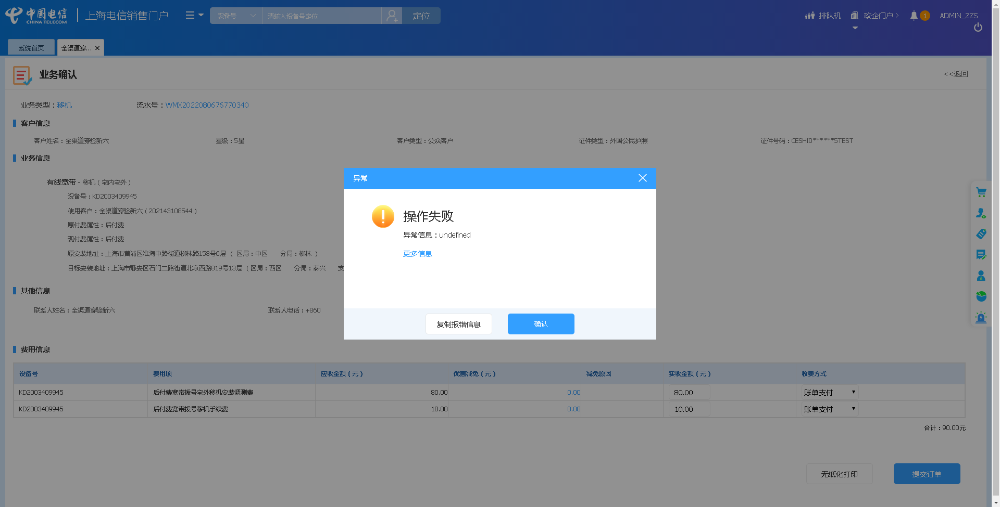 中国电信
CHINA TELECOM
上海电信销售门户
设备号
请输入设备号定位
定位
排队机
政企门户
1
ADMIN_ZZS
系统首页
全渠道穿...
业务确认
<<返回
业务类型：移机
流水号：WMX2022080676770340
客户信息
客户姓名：全渠道穿验新六
星级：5星
客户类型：公众客户
证件类型：外国公民护照
证件号码：CESHI0******5TEST
业务信息
有线宽带 - 移机（宅内宅外）
设备号：KD2003409945
使用客户：全渠道穿验新六（202143108544）
原付费属性：后付费
现付费属性：后付费
原安装地址：上海市黄浦区淮海中路街道柳林路158号6层 （ 区局：中区 分局：柳林 ）
目标安装地址：上海市静安区石门二路街道北京西路819号13层 （ 区局：西区 分局：泰兴 支
异常
操作失败
异常信息：undefined
更多信息
复制报错信息
确认
其他信息
联系人姓名：全渠道穿验新六
联系人电话：+860
费用信息
设备号 费用项 应收金额（元） 优惠减免（元） 减免原因 实收金额（元） 收费方式
KD2003409945 后付费宽带拨号宅外移机安装调测费 80.00 0.00 80.00 账单支付
KD2003409945 后付费宽带拨号移机手续费 10.00 0.00 10.00 账单支付
合计：90.00元
无纸化打印
提交订单